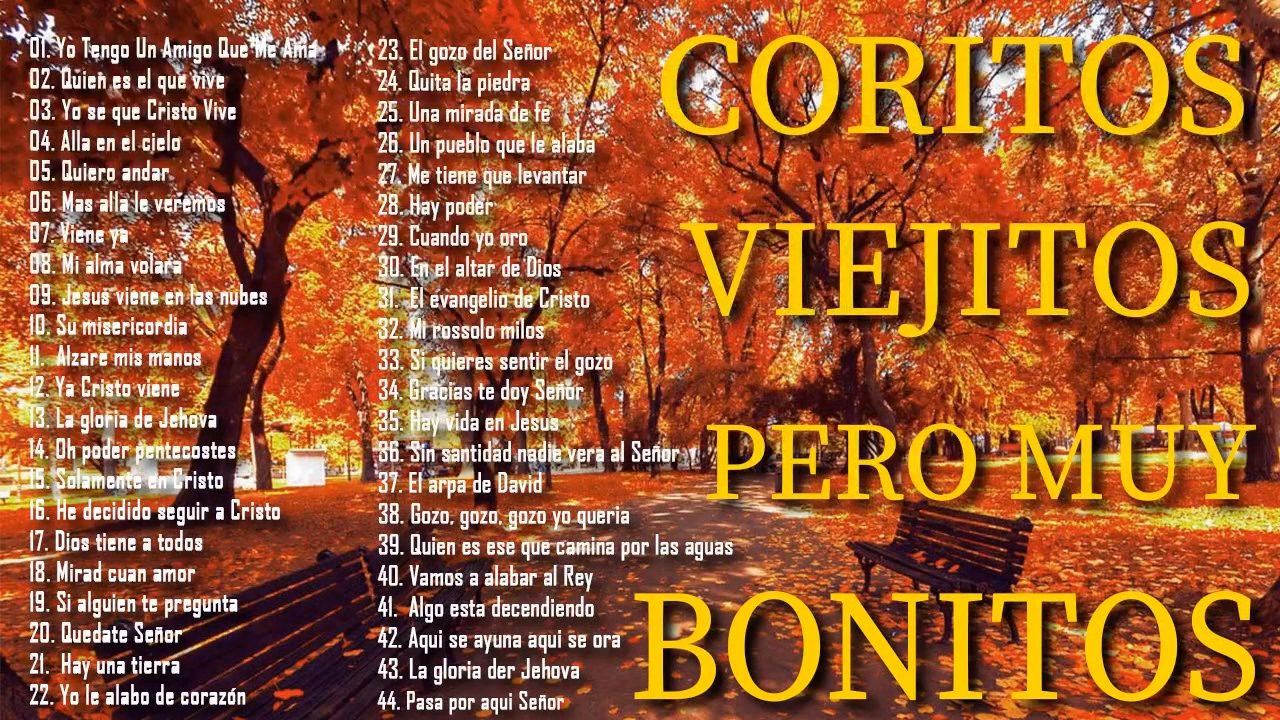 01. Yo Tengo Un Amigo Que Me Ama
02. Quien es el que vive
03. Yo se que Cristo Vive
04. Alla en el cielo
05. Quiero andar
06. Mas alla le veremos
07. Viene ya
08. Mi alma volara
09. Jesus viene en las nubes
10. Su misericordia
11. Alzare mis manos
12. Ya Cristo viene
13. La gloria de Jehova
14. Oh poder pentecostes
15. Solamente en Cristo
16. He decidido seguir a Cristo
17. Dios tiene a todos
18. Mirad cuan amor
19. Si alguien te pregunta
20. Quedate Señor
21. Hay una tierra
22. Yo le alabo de corazón
23. El gozo del Señor
24. Quita la piedra
25. Una mirada de fe
26. Un pueblo que le alaba
27. Me tiene que levantar
28. Hay poder
29. Cuando yo oro
30. En el altar de Dios
31. El evangelio de Cristo
32. Mi rossolo milos
33. Si quieres sentir el gozo
34. Gracias te doy Señor
35. Hay vida en Jesus
36. Sin santidad nadie vera al Señor
37. El arpa de David
38. Gozo, gozo, gozo yo queria
39. Quien es ese que camina por las aguas
40. Vamos a alabar al Rey
41. Algo esta decendiendo
42. Aqui se ayuna aqui se ora
43. La gloria der Jehova
44. Pasa por aqui Señor
CORITOS
VIEJITOS
PERO MUY
BONITOS